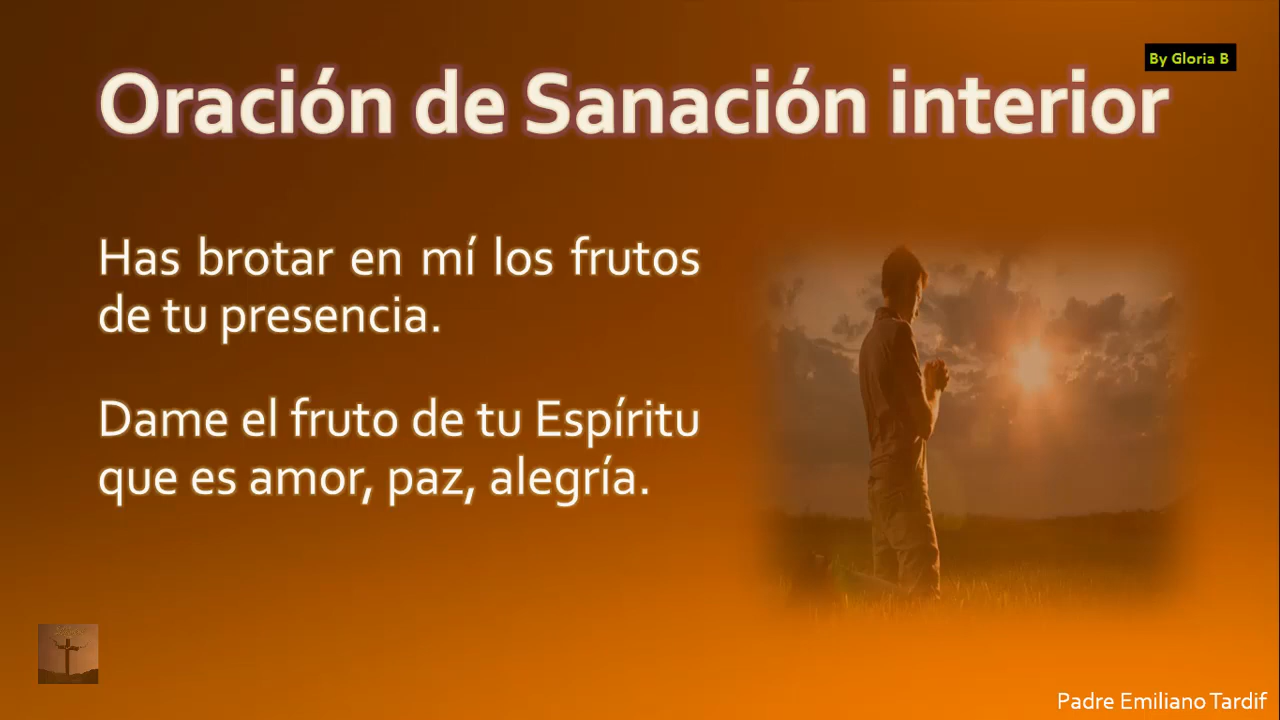 By Gloria B
Oración de Sanación interior
Has brotar en mí los frutos
de tu presencia.
Dame el fruto de tu Espíritu
que es amor, paz, alegría.
Padre Emiliano Tardif